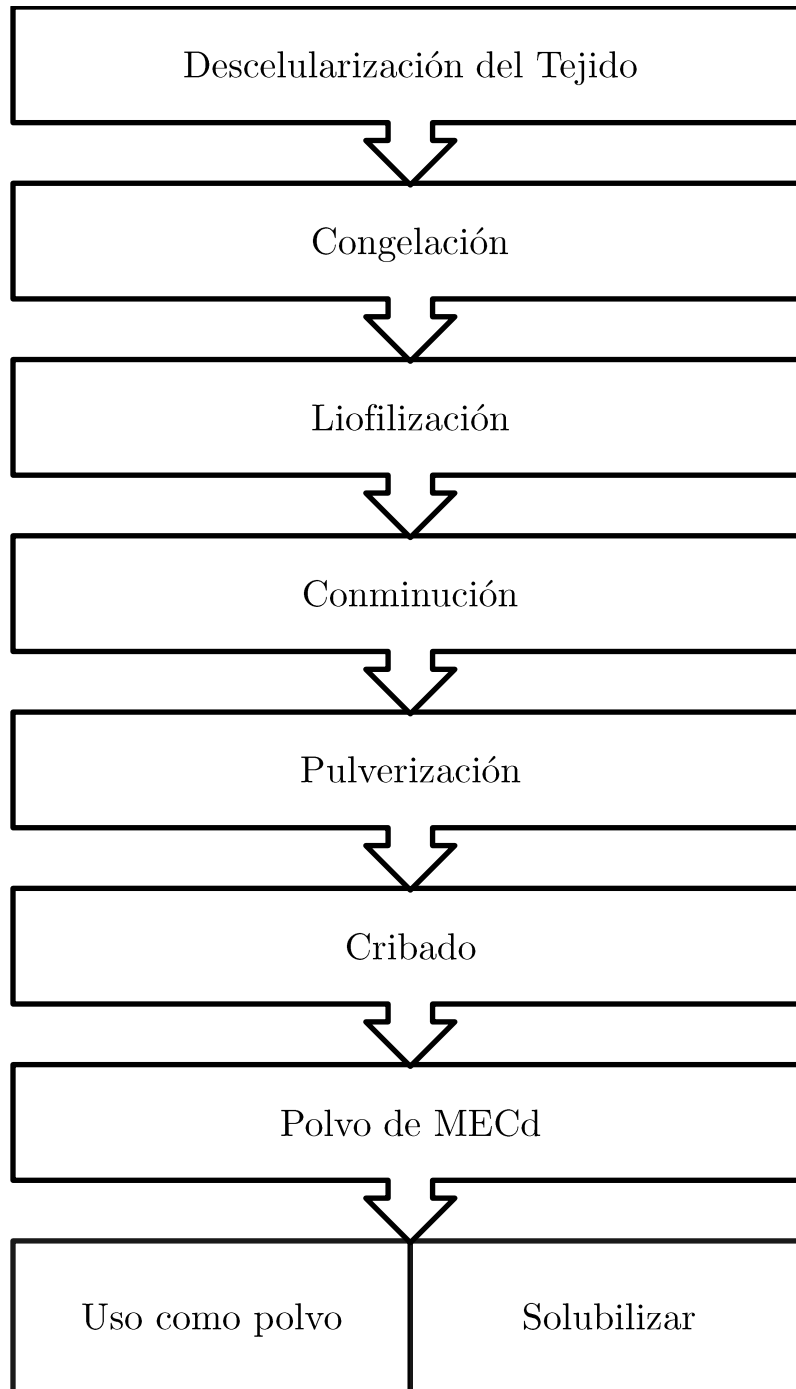 Descelularización del Tejido
Congelación
Liofilización
Conminución
Pulverización
Cribado
Polvo de MECd
Uso como polvo
Solubilizar